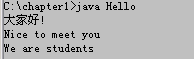 C:\chapter1>java Hello
大家好!
Nice to meet you
We are students